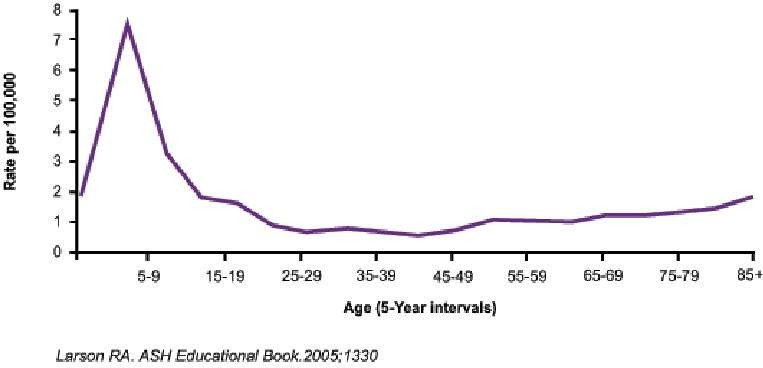 8
7
6
5
4
3
2
1
0
Rate per 100,000
5-9 15-19 25-29 35-39 45-49 55-59 65-69 75-79 85+
Age (5-Year intervals)
Larson RA. ASH Educational Book.2005;1330